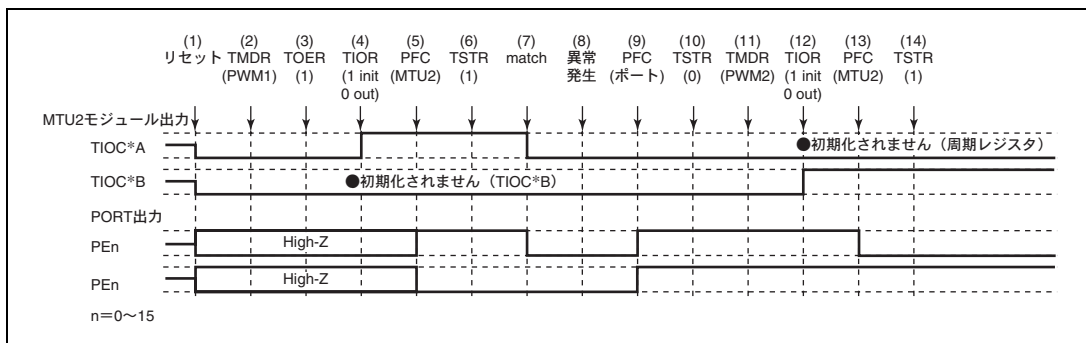 (1) (2) (3) (4) (5) (6) (7) (8) (9) (10) (11) (12) (13) (14)
リセット TMDR TOER TIOR PFC TSTR match 異常 PFC TSTR TMDR TIOR PFC TSTR
(PWM1) (1) (1 init (MTU2) (1) 発生 (ポート) (0) (PWM2) (1 init (MTU2) (1)
0 out) 0 out)
MTU2モジュール出力
TIOC*A ●初期化されません（周期レジスタ）
TIOC*B ●初期化されません（TIOC*B）
PORT出力
PEn High-Z
PEn High-Z
n=0〜15